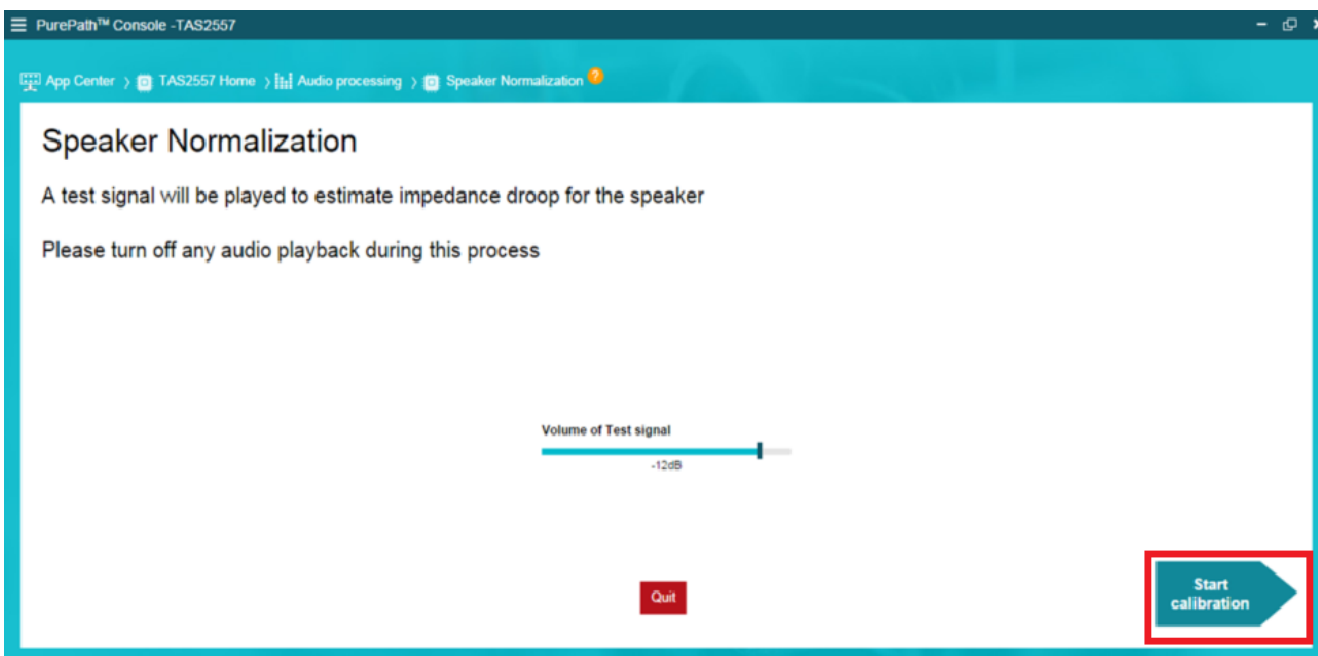 PurePath™ Console -TAS2557
App Center > TAS2557 Home > Audio processing > Speaker Normalization ?
Speaker Normalization
A test signal will be played to estimate impedance droop for the speaker
Please turn off any audio playback during this process
Volume of Test signal
-12dB
Quit
Start
calibration